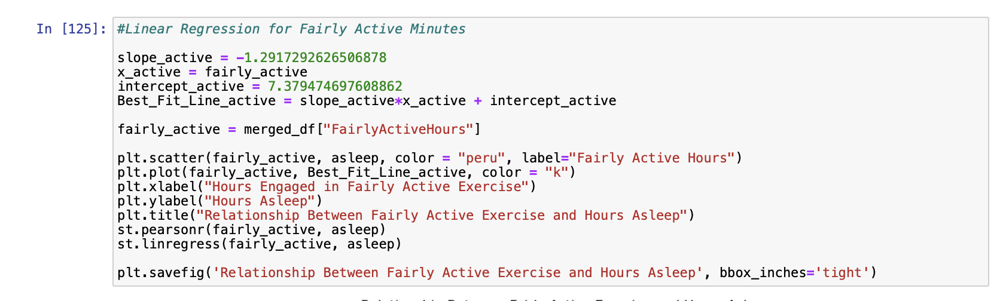 In [125]:
#Linear Regression for Fairly Active Minutes
slope_active = -1.2917292626506878
x_active = fairly_active
intercept_active = 7.379474697608862
Best_Fit_Line_active = slope_active*x_active + intercept_active
fairly_active = merged_df["FairlyActiveHours"]
plt.scatter(fairly_active, asleep, color = "peru", label="Fairly Active Hours")
plt.plot(fairly_active, Best_Fit_Line_active, color = "k")
plt.xlabel("Hours Engaged in Fairly Active Exercise")
plt.ylabel("Hours Asleep")
plt.title("Relationship Between Fairly Active Exercise and Hours Asleep")
st.pearsonr(fairly_active, asleep)
st.linregress(fairly_active, asleep)
plt.savefig('Relationship Between Fairly Active Exercise and Hours Asleep', bbox_inches='tight')